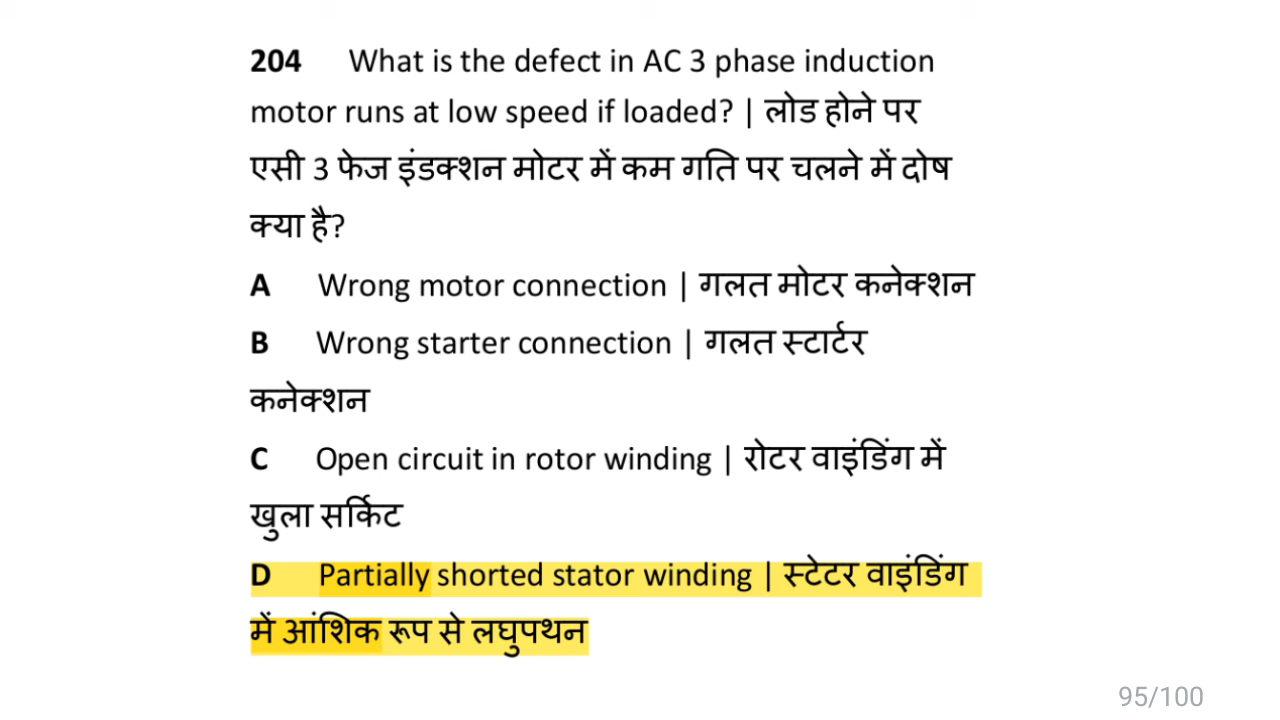 204 What is the defect in AC 3 phase induction
motor runs at low speed if loaded? | लोड होने पर
एसी 3 फेज इंडक्शन मोटर में कम गति पर चलने में दोष
क्या है?
A Wrong motor connection | गलत मोटर कनेक्शन
B Wrong starter connection | गलत स्टार्टर
कनेक्शन
C Open circuit in rotor winding | रोटर वाइंडिंग में
खुला सर्किट
D Partially shorted stator winding | स्टेटर वाइंडिंग
में आंशिक रूप से लघुपथन
95/100